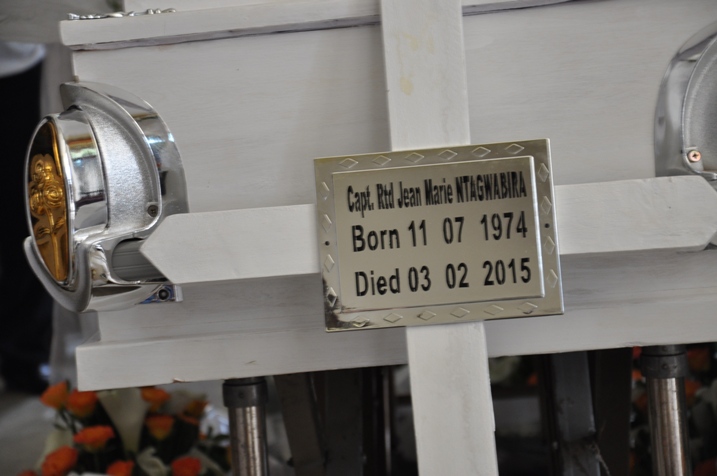 Capt. Rtd Jean Marie NTAGWABIRA
Born 11 07 1974
Died 03 02 2015